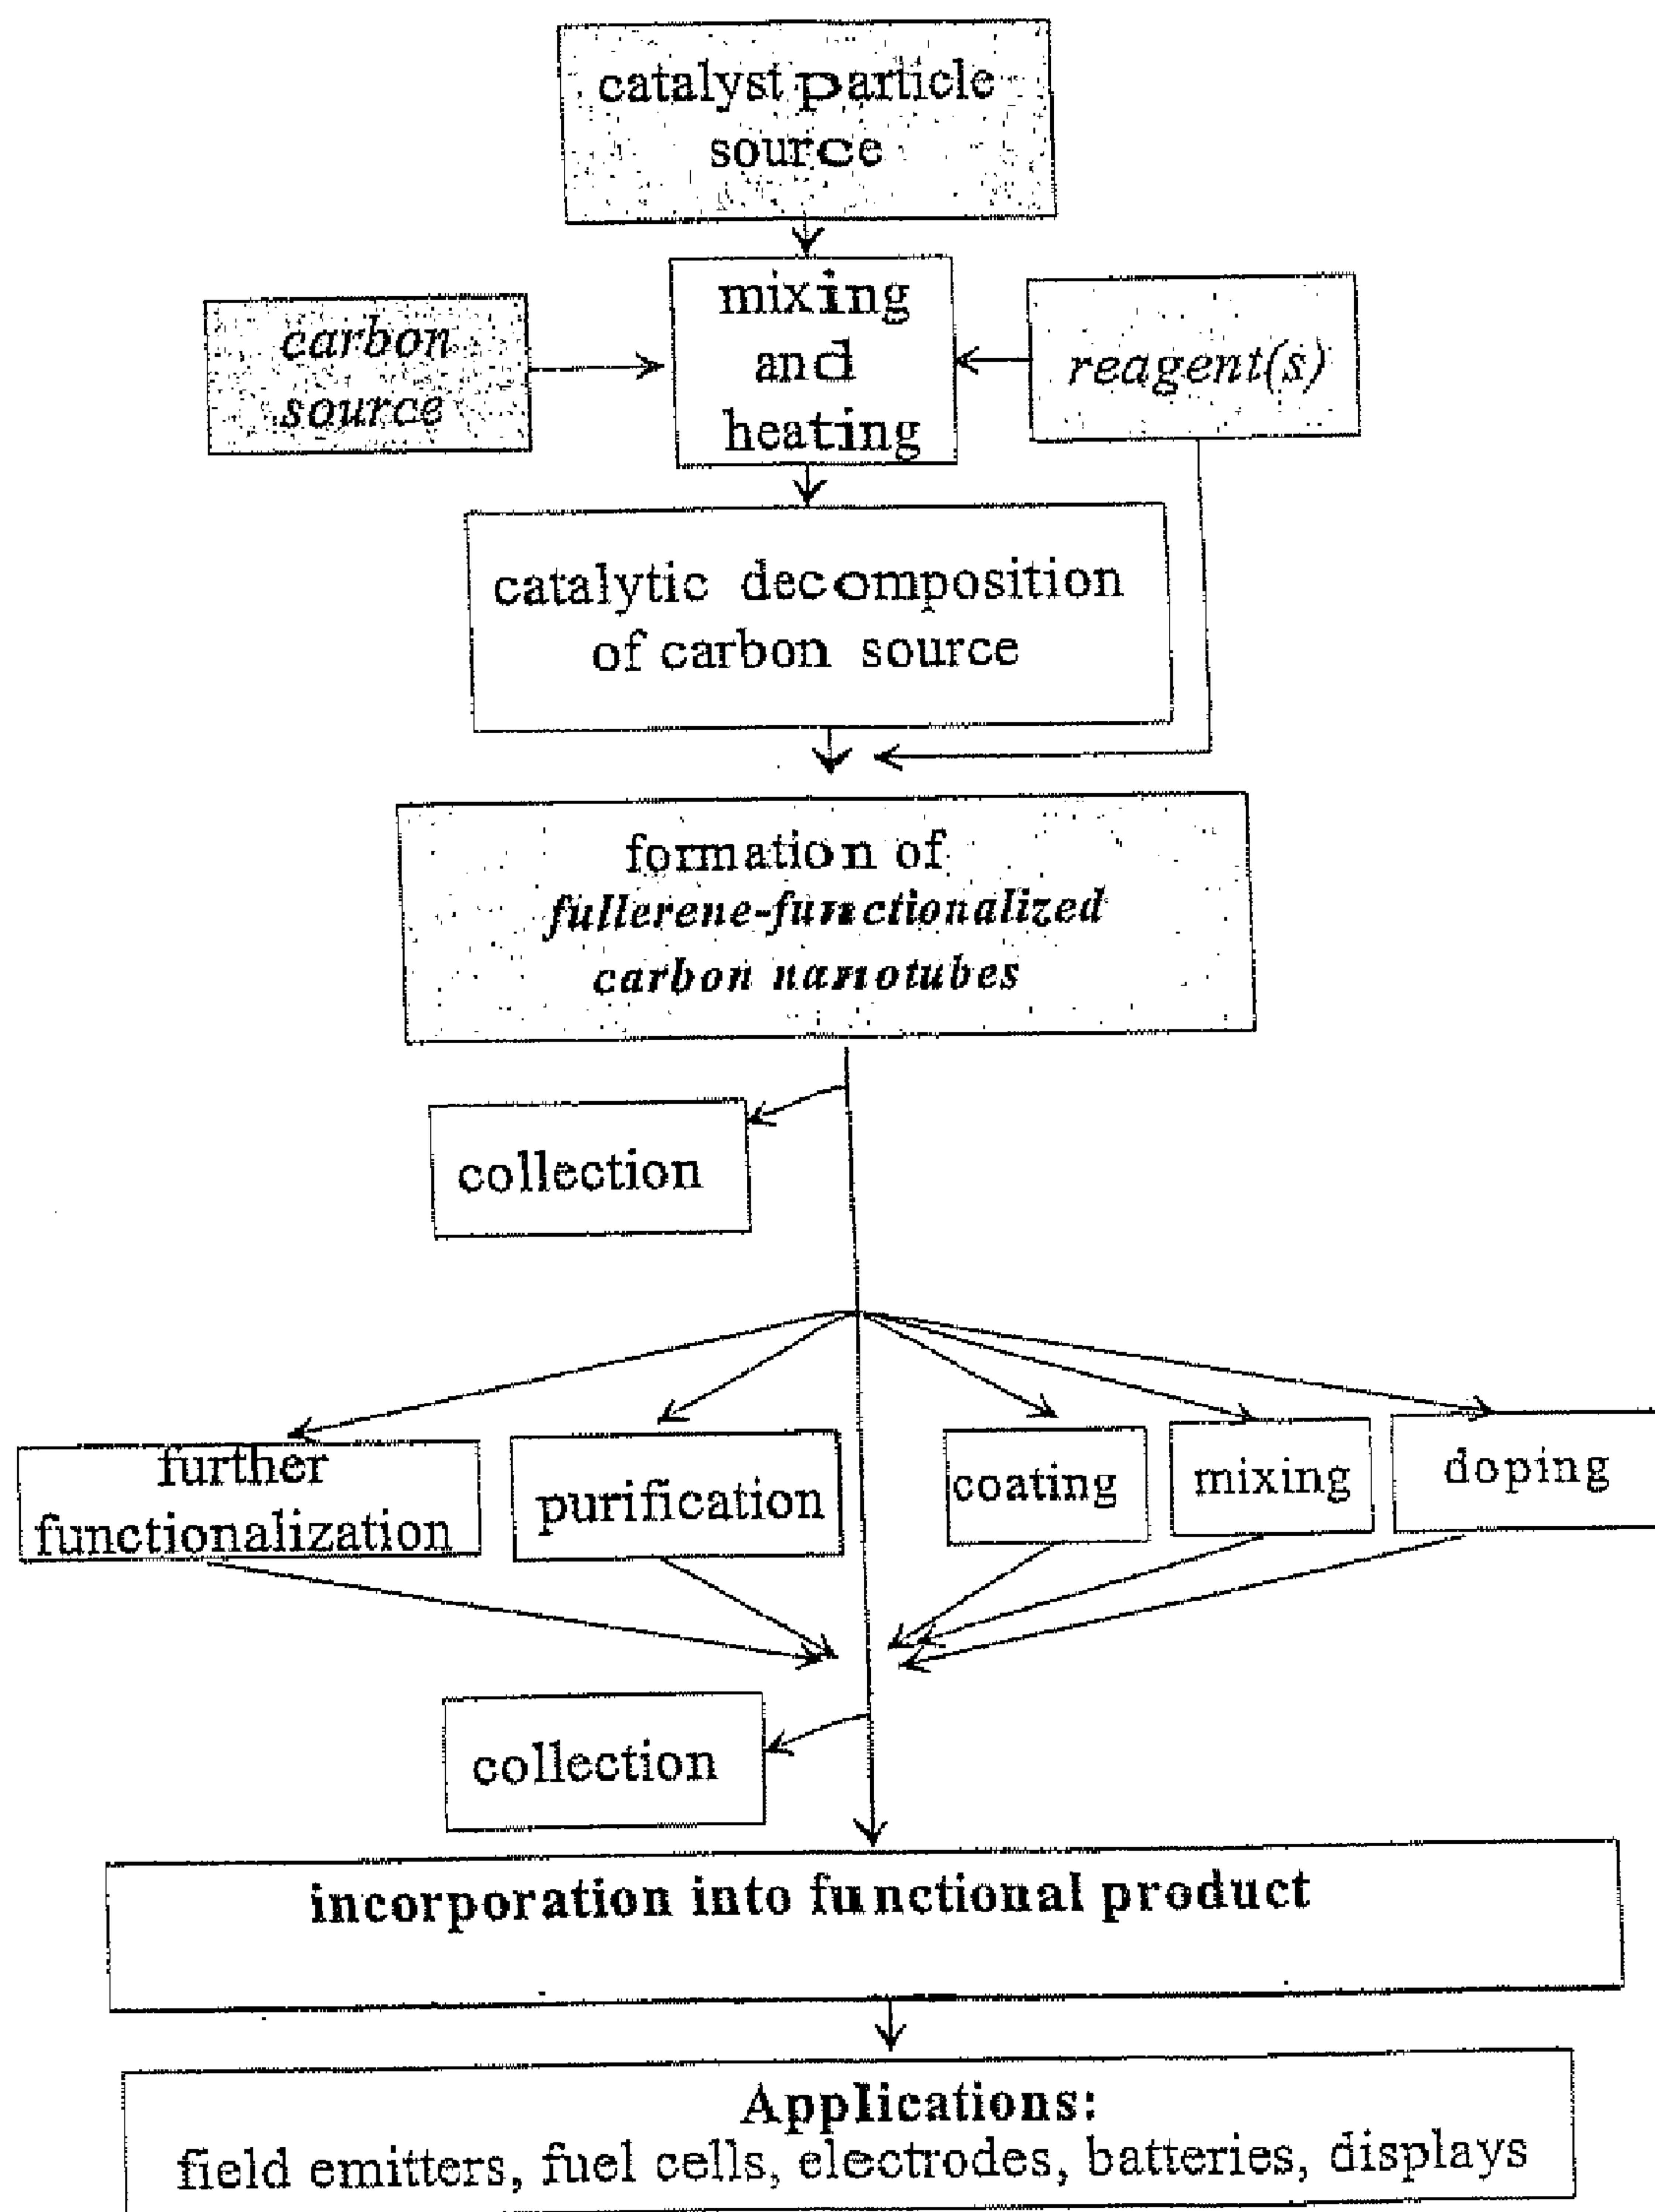 catalyst particle
source
carbon
source
mixing
and
heating
reagent(s)
catalytic decomposition
of carbon source
formation of
fullerene-functionalized
carbon nanotubes
collection
further
functionalization
purification
coating
mixing
doping
collection
incorporation into functional product
Applications:
field emitters, fuel cells, electrodes, batteries, displays